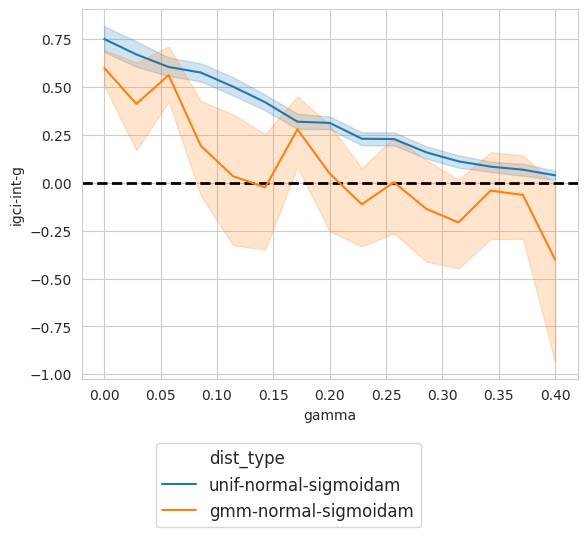 0.75
0.50
0.25
0.00
−0.25
−0.50
−0.75
−1.00
igci-int-g
0.00 0.05 0.10 0.15 0.20 0.25 0.30 0.35 0.40
gamma
dist_type
unif-normal-sigmoidam
gmm-normal-sigmoidam